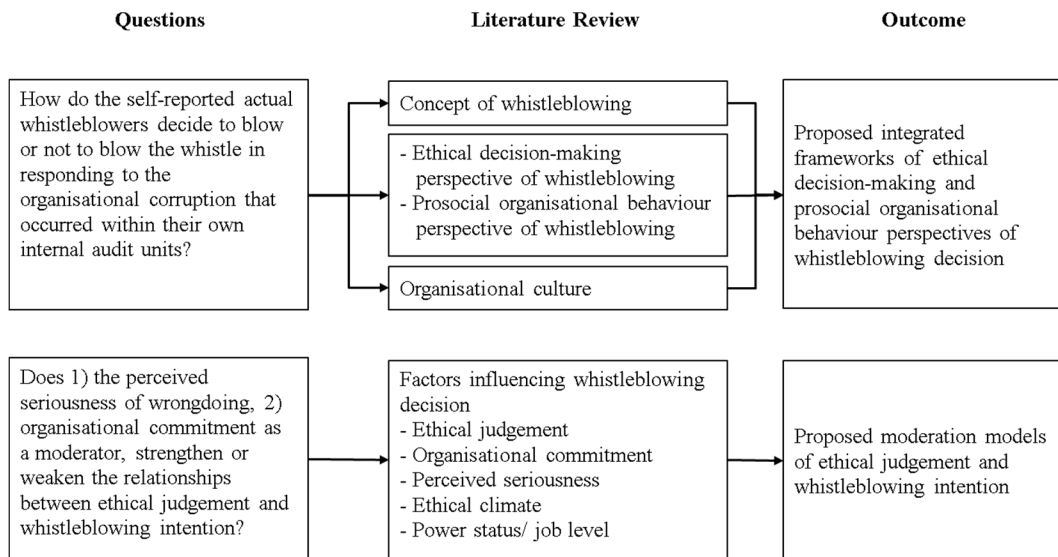 Questions
Literature Review
Outcome
How do the self-reported actual
whistleblowers decide to blow
or not to blow the whistle in
responding to the
organisational corruption that
occurred within their own
internal audit units?
Concept of whistleblowing
- Ethical decision-making
perspective of whistleblowing
- Prosocial organisational behaviour
perspective of whistleblowing
Organisational culture
Proposed integrated
frameworks of ethical
decision-making and
prosocial organisational
behaviour perspectives of
whistleblowing decision
Does 1) the perceived
seriousness of wrongdoing, 2)
organisational commitment as
a moderator, strengthen or
weaken the relationships
between ethical judgement and
whistleblowing intention?
Factors influencing whistleblowing
decision
- Ethical judgement
- Organisational commitment
- Perceived seriousness
- Ethical climate
- Power status/ job level
Proposed moderation models
of ethical judgement and
whistleblowing intention